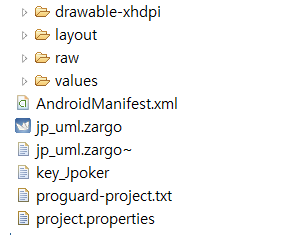 drawable-xhdpi
layout
raw
values
AndroidManifest.xml
jp_uml.zargo
jp_uml.zargo~
key_Jpoker
proguard-project.txt
project.properties